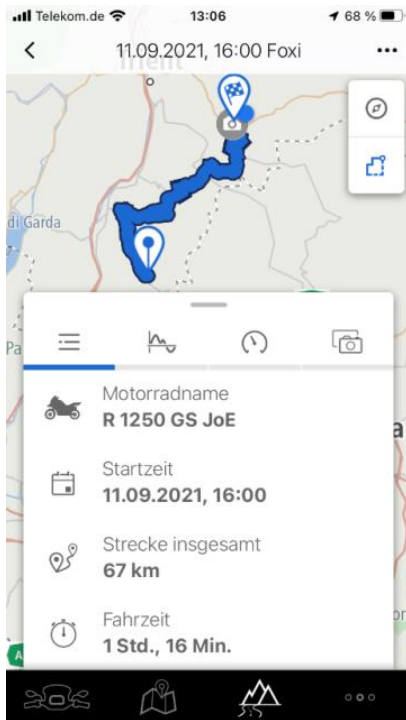 Telekom.de
13:06
68 %
11.09.2021, 16:00 Foxi
Trient
di Garda
Pa
Motorradname
R 1250 GS JoE
a
Startzeit
11.09.2021, 16:00
Strecke insgesamt
67 km
or
Fahrzeit
1 Std., 16 Min.
A